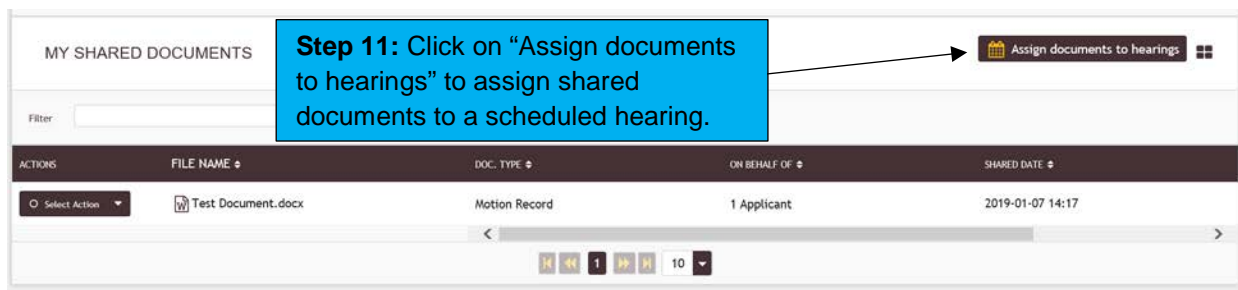 MY SHARED DOCUMENTS
Step 11: Click on “Assign documents
to hearings” to assign shared
documents to a scheduled hearing.
Assign documents to hearings
Filter
ACTIONS FILE NAME DOC. TYPE ON BEHALF OF SHARED DATE
Select Action Test Document.docx Motion Record 1 Applicant 2019-01-07 14:17
1 10